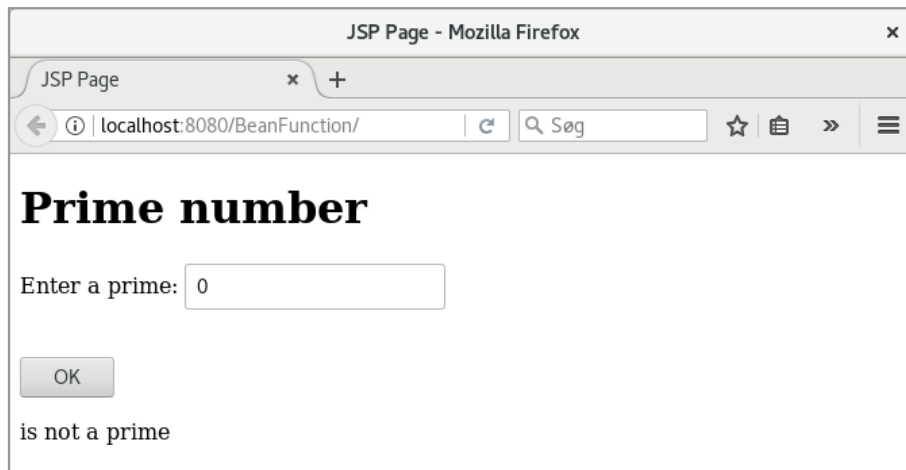 JSP Page - Mozilla Firefox
JSP Page
localhost:8080/BeanFunction/
Søg
Prime number
Enter a prime: 0
OK
is not a prime